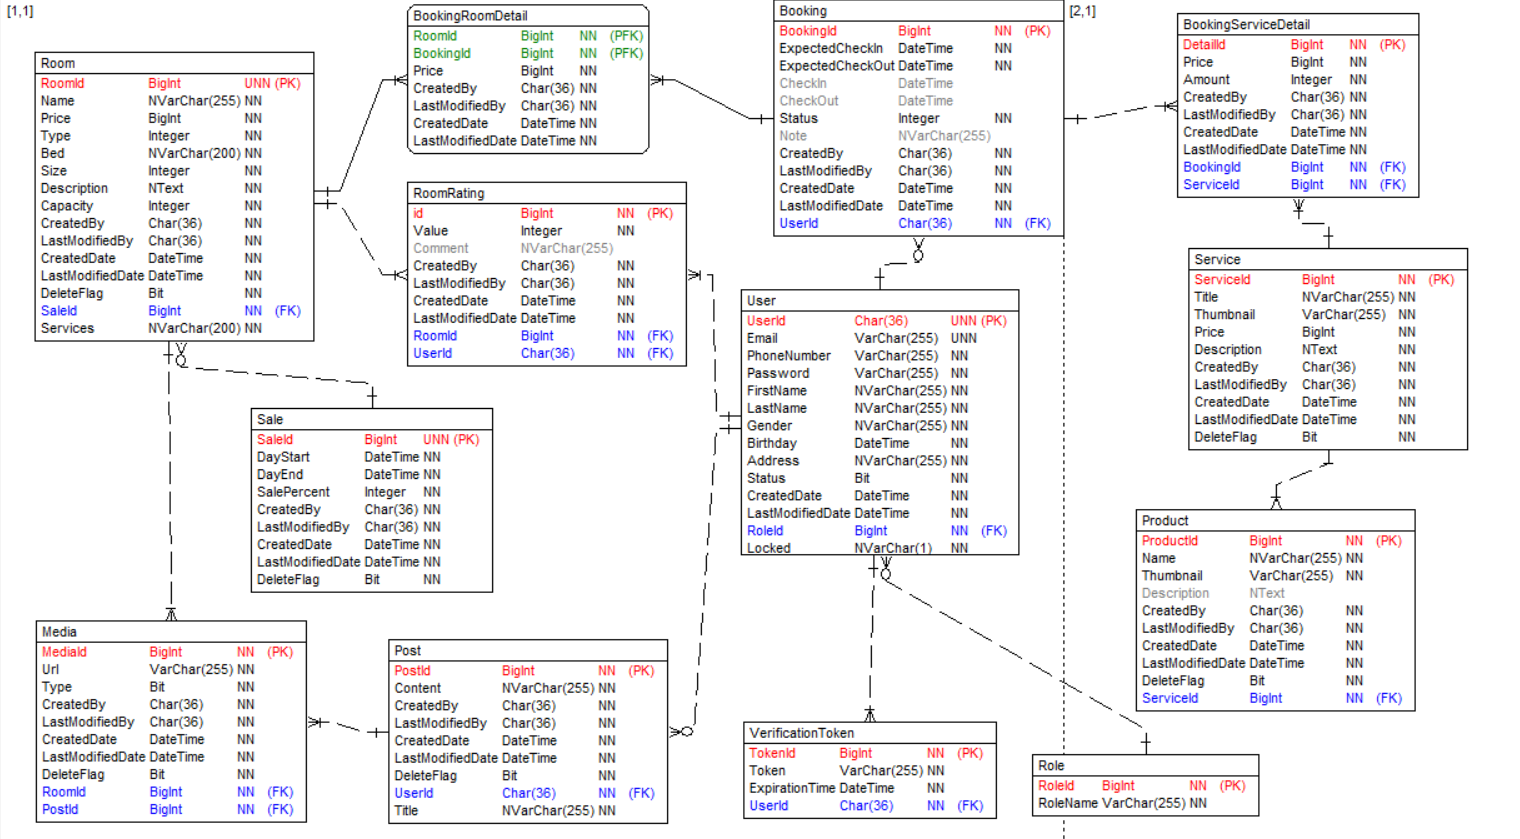 [1,1]
BookingRoomDetail
RoomId BigInt NN (PFK)
BookingId BigInt NN (PFK)
Price BigInt NN
CreatedBy Char(36) NN
LastModifiedBy Char(36) NN
CreatedDate DateTime NN
LastModifiedDate DateTime NN
Booking
BookingId BigInt NN (PK)
ExpectedCheckIn DateTime NN
ExpectedCheckOut DateTime NN
CheckIn DateTime
CheckOut DateTime
Status Integer NN
Note NVarChar(255)
CreatedBy Char(36) NN
LastModifiedBy Char(36) NN
CreatedDate DateTime NN
LastModifiedDate DateTime NN
UserId Char(36) NN (FK)
[2,1]
BookingServiceDetail
DetailId BigInt NN (PK)
Price BigInt NN
Amount Integer NN
CreatedBy Char(36) NN
LastModifiedBy Char(36) NN
CreatedDate DateTime NN
LastModifiedDate DateTime NN
BookingId BigInt NN (FK)
ServiceId BigInt NN (FK)
Room
RoomId BigInt UNN (PK)
Name NVarChar(255) NN
Price BigInt NN
Type Integer NN
Bed NVarChar(200) NN
Size Integer NN
Description NText NN
Capacity Integer NN
CreatedBy Char(36) NN
LastModifiedBy Char(36) NN
CreatedDate DateTime NN
LastModifiedDate DateTime NN
DeleteFlag Bit NN
SaleId BigInt NN (FK)
Services NVarChar(200) NN
RoomRating
id BigInt NN (PK)
Value Integer NN
Comment NVarChar(255)
CreatedBy Char(36) NN
LastModifiedBy Char(36) NN
CreatedDate DateTime NN
LastModifiedDate DateTime NN
RoomId BigInt NN (FK)
UserId Char(36) NN (FK)
User
UserId Char(36) UNN (PK)
Email VarChar(255) UNN
PhoneNumber VarChar(255) NN
Password VarChar(255) NN
FirstName NVarChar(255) NN
LastName NVarChar(255) NN
Gender NVarChar(255) NN
Birthday DateTime NN
Address NVarChar(255) NN
Status Bit NN
CreatedDate DateTime NN
LastModifiedDate DateTime NN
RoleId BigInt NN (FK)
Locked NVarChar(1) NN
Service
ServiceId BigInt NN (PK)
Title NVarChar(255) NN
Thumbnail VarChar(255) NN
Price BigInt NN
Description NText NN
CreatedBy Char(36) NN
LastModifiedBy Char(36) NN
CreatedDate DateTime NN
LastModifiedDate DateTime NN
DeleteFlag Bit NN
Sale
SaleId BigInt UNN (PK)
DayStart DateTime NN
DayEnd DateTime NN
SalePercent Integer NN
CreatedBy Char(36) NN
LastModifiedBy Char(36) NN
CreatedDate DateTime NN
LastModifiedDate DateTime NN
DeleteFlag Bit NN
Product
ProductId BigInt NN (PK)
Name NVarChar(255) NN
Thumbnail VarChar(255) NN
Description NText
CreatedBy Char(36) NN
LastModifiedBy Char(36) NN
CreatedDate DateTime NN
LastModifiedDate DateTime NN
DeleteFlag Bit NN
ServiceId BigInt NN (FK)
Media
MediaId BigInt NN (PK)
Url VarChar(255) NN
Type Bit NN
CreatedBy Char(36) NN
LastModifiedBy Char(36) NN
CreatedDate DateTime NN
LastModifiedDate DateTime NN
DeleteFlag Bit NN
RoomId BigInt NN (FK)
PostId BigInt NN (FK)
Post
PostId BigInt NN (PK)
Content NVarChar(255) NN
CreatedBy Char(36) NN
LastModifiedBy Char(36) NN
CreatedDate DateTime NN
LastModifiedDate DateTime NN
DeleteFlag Bit NN
UserId Char(36) NN (FK)
Title NVarChar(255) NN
VerificationToken
TokenId BigInt NN (PK)
Token VarChar(255) NN
ExpirationTime DateTime NN
UserId Char(36) NN (FK)
Role
RoleId BigInt NN (PK)
RoleName VarChar(255) NN